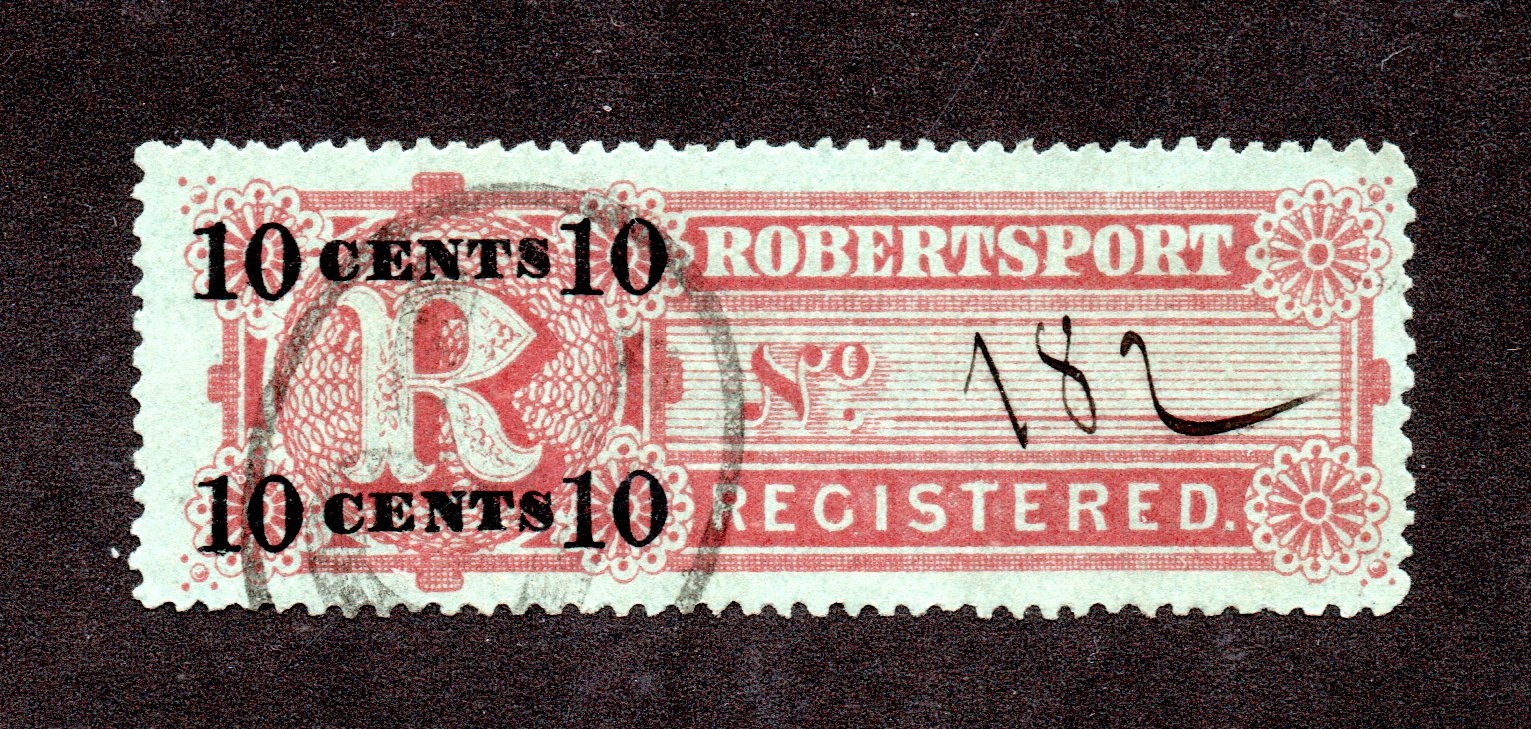 10 CENTS 10
ROBERTSPORT
R
No. 182
10 CENTS 10
REGISTERED.